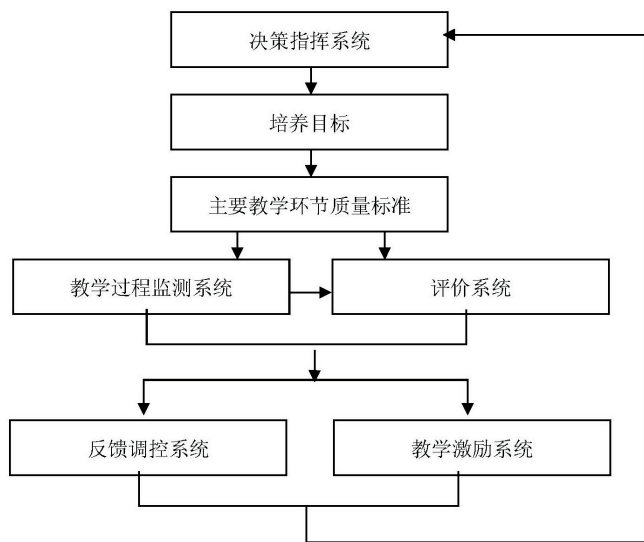 决策指挥系统
培养目标
主要教学环节质量标准
教学过程监测系统
评价系统
反馈调控系统
教学激励系统